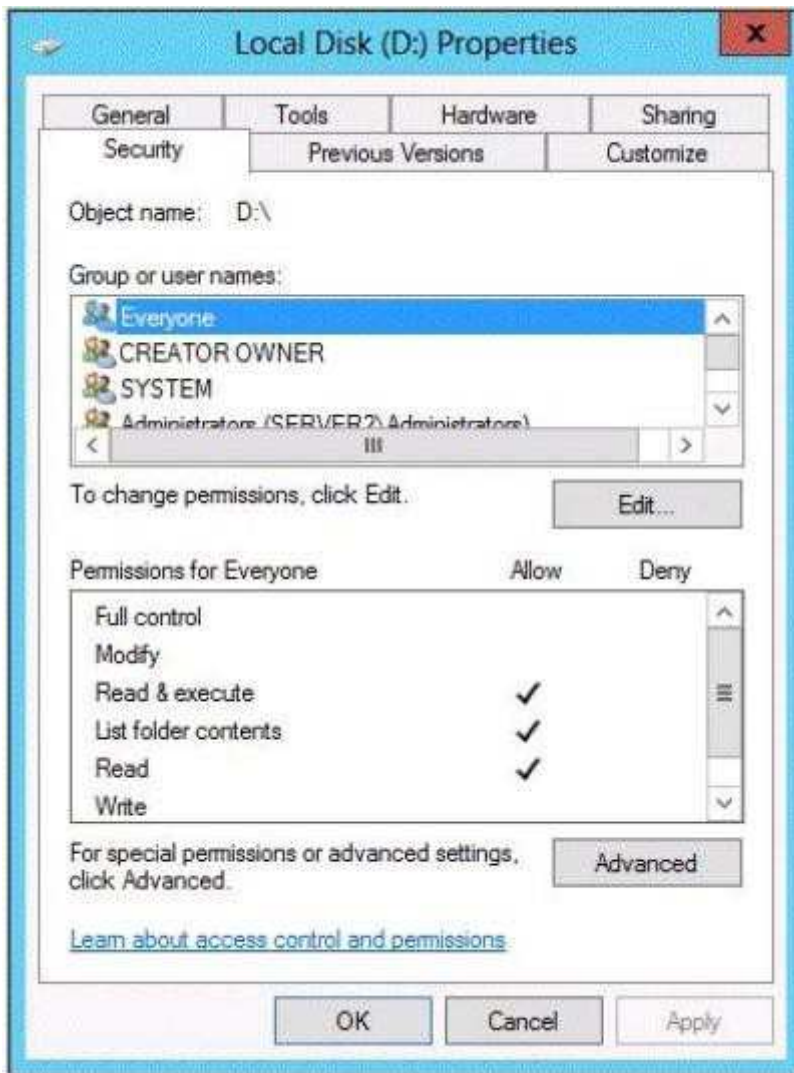 Local Disk (D:) Properties
x
General Tools Hardware Sharing
Security Previous Versions Customize
Object name: D:\
Group or user names:
Everyone
CREATOR OWNER
SYSTEM
Administrators (SERVER2\Administrators)
To change permissions, click Edit.
Edit...
Permissions for Everyone Allow Deny
Full control
Modify
Read & execute
List folder contents
Read
Write
For special permissions or advanced settings,
click Advanced.
Advanced
Learn about access control and permissions
OK Cancel Apply